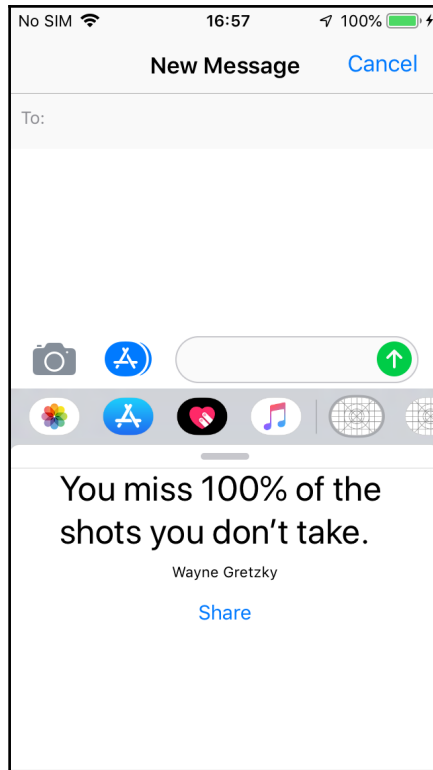 No SIM 16:57 100%
New Message Cancel
To:
You miss 100% of the
shots you don’t take.
Wayne Gretzky
Share